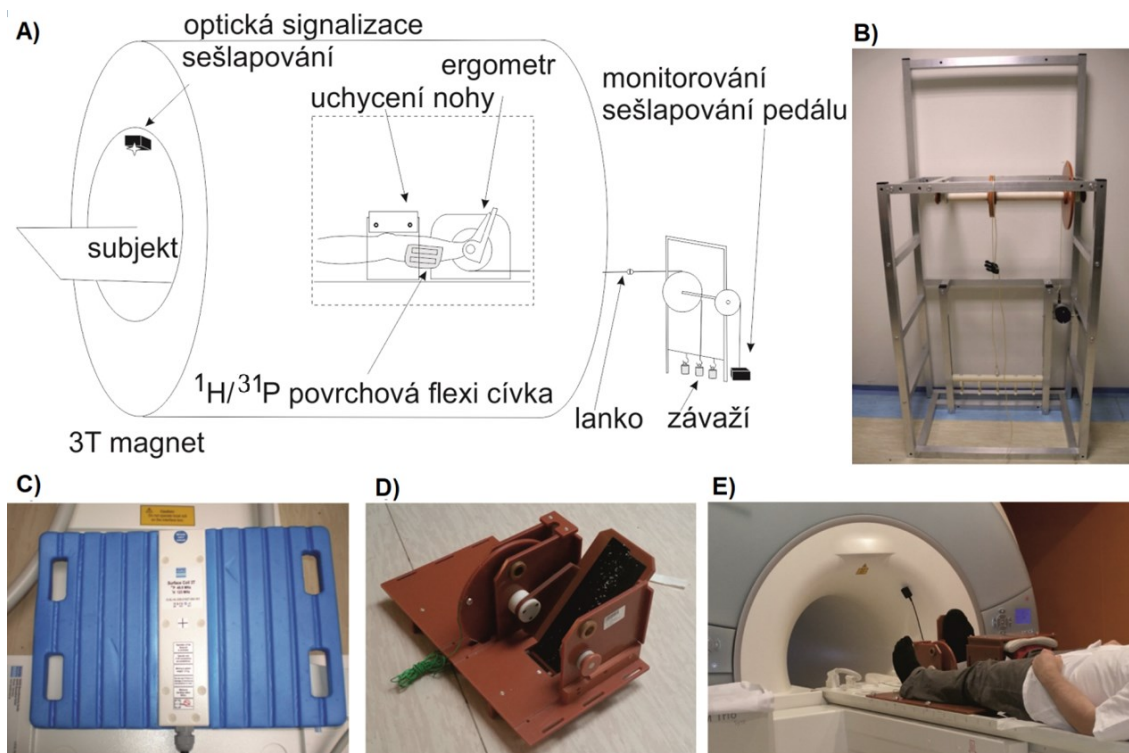 A)
optická signalizace
sešlapování
ergometr
uchycení nohy
monitorování
sešlapování pedálu
subjekt
¹H/³¹P povrchová flexi cívka
lanko
závaží
3T magnet
B)
C)
D)
E)